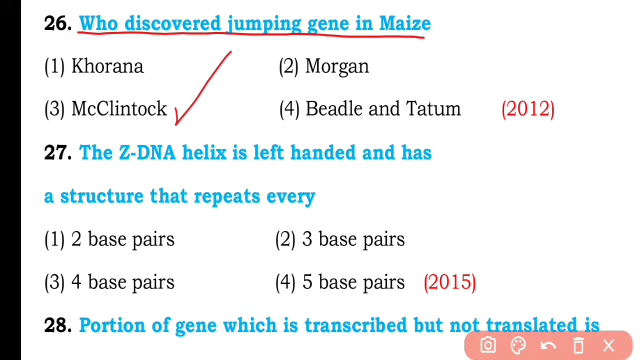 26. Who discovered jumping gene in Maize
(1) Khorana (2) Morgan
(3) McClintock (4) Beadle and Tatum (2012)
27. The Z-DNA helix is left handed and has
a structure that repeats every
(1) 2 base pairs (2) 3 base pairs
(3) 4 base pairs (4) 5 base pairs (2015)
28. Portion of gene which is transcribed but not translated is